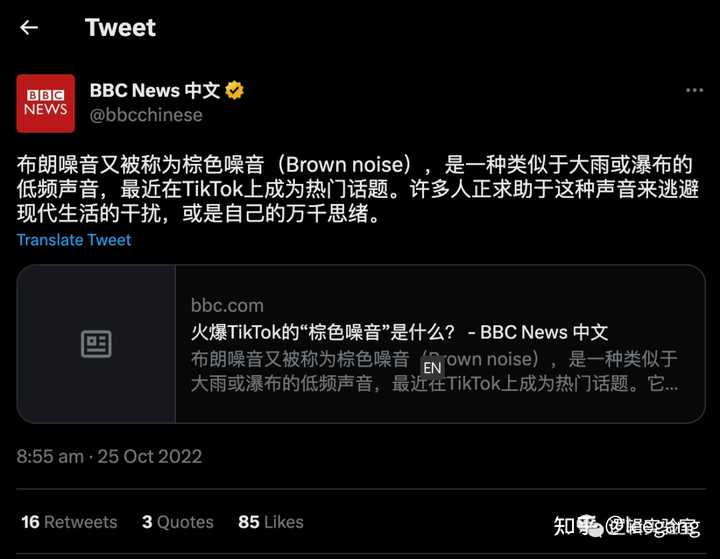 Tweet
BBC NEWS
BBC News 中文
@bbcchinese
布朗噪音又被称为棕色噪音（Brown noise），是一种类似于大雨或瀑布的
低频声音，最近在TikTok上成为热门话题。许多人正求助于这种声音来逃避
现代生活的干扰，或是自己的万千思绪。
Translate Tweet
bbc.com
火爆TikTok的“棕色噪音”是什么？ - BBC News 中文
布朗噪音又被称为棕色噪音（Brown noise），是一种类似于
EN
大雨或瀑布的低频声音，最近在TikTok上成为热门话题。它...
8:55 am · 25 Oct 2022
16 Retweets 3 Quotes 85 Likes
知乎